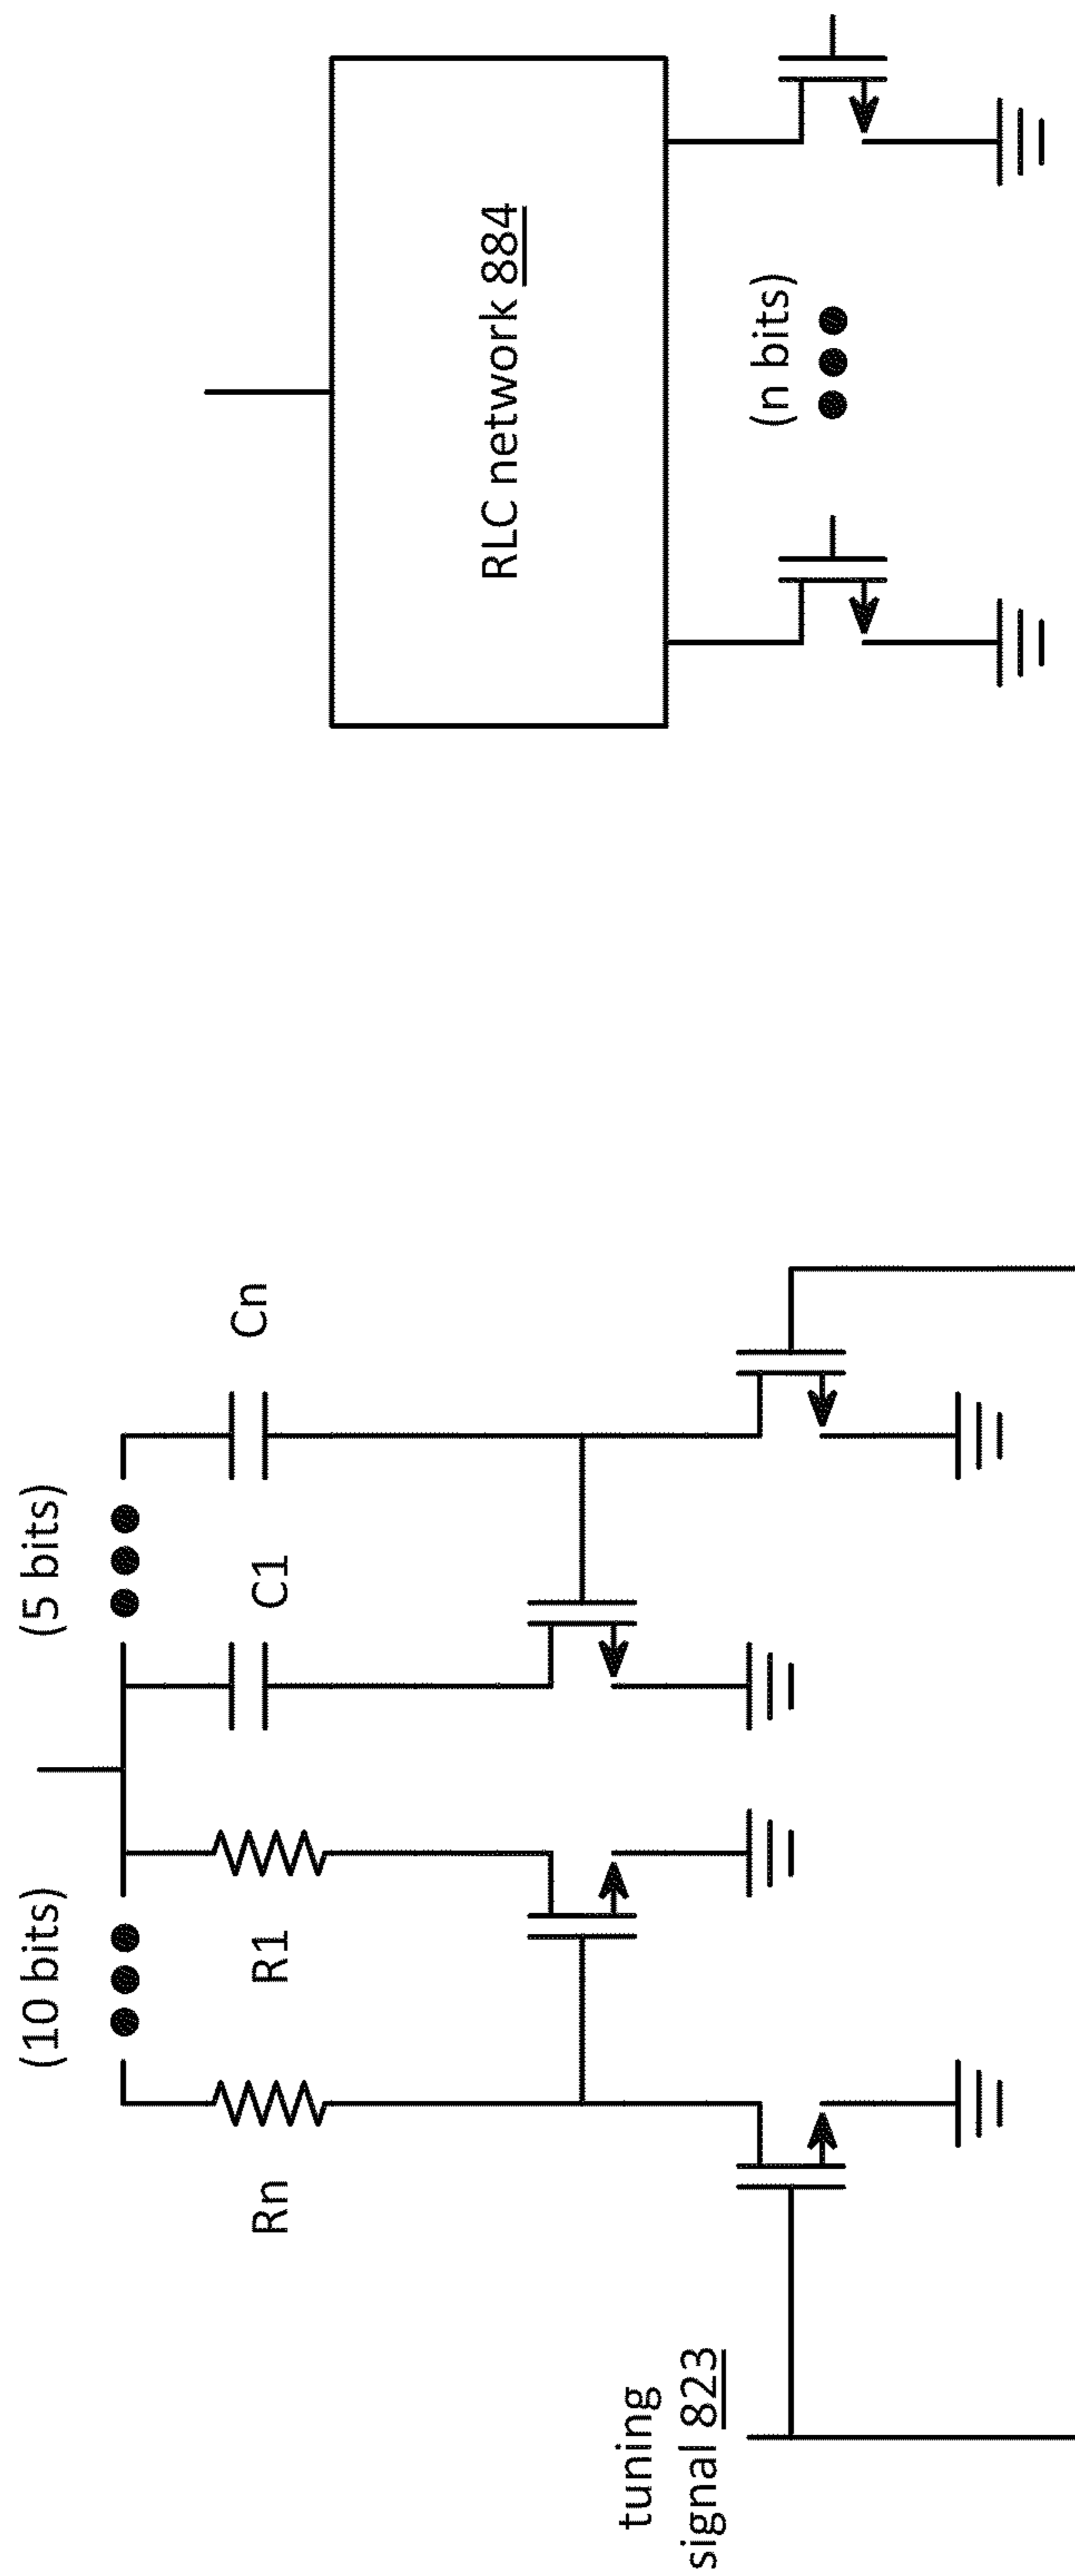 (10 bits)
(5 bits)
Rn
R1
C1
Cn
tuning
signal 823
RLC network 884
(n bits)